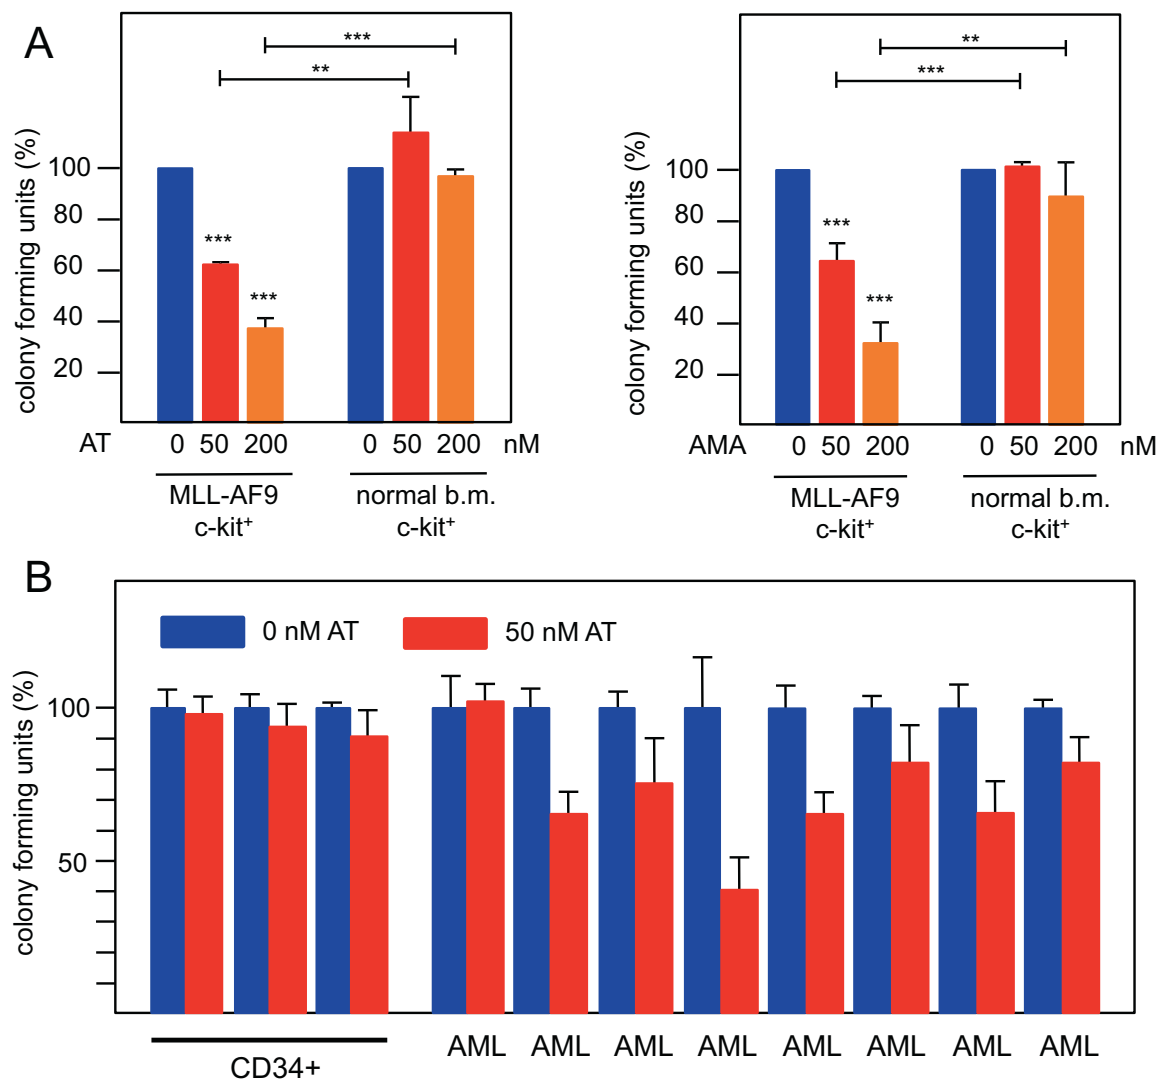 A
colony forming units (%)
100
80
60
40
20
***
**
***
***
AT 0 50 200 0 50 200 nM
MLL-AF9 normal b.m.
c-kit⁺ c-kit⁺
colony forming units (%)
100
80
60
40
20
**
***
***
***
AMA 0 50 200 0 50 200 nM
MLL-AF9 normal b.m.
c-kit⁺ c-kit⁺
B
0 nM AT 50 nM AT
colony forming units (%)
100
50
CD34+ AML AML AML AML AML AML AML AML